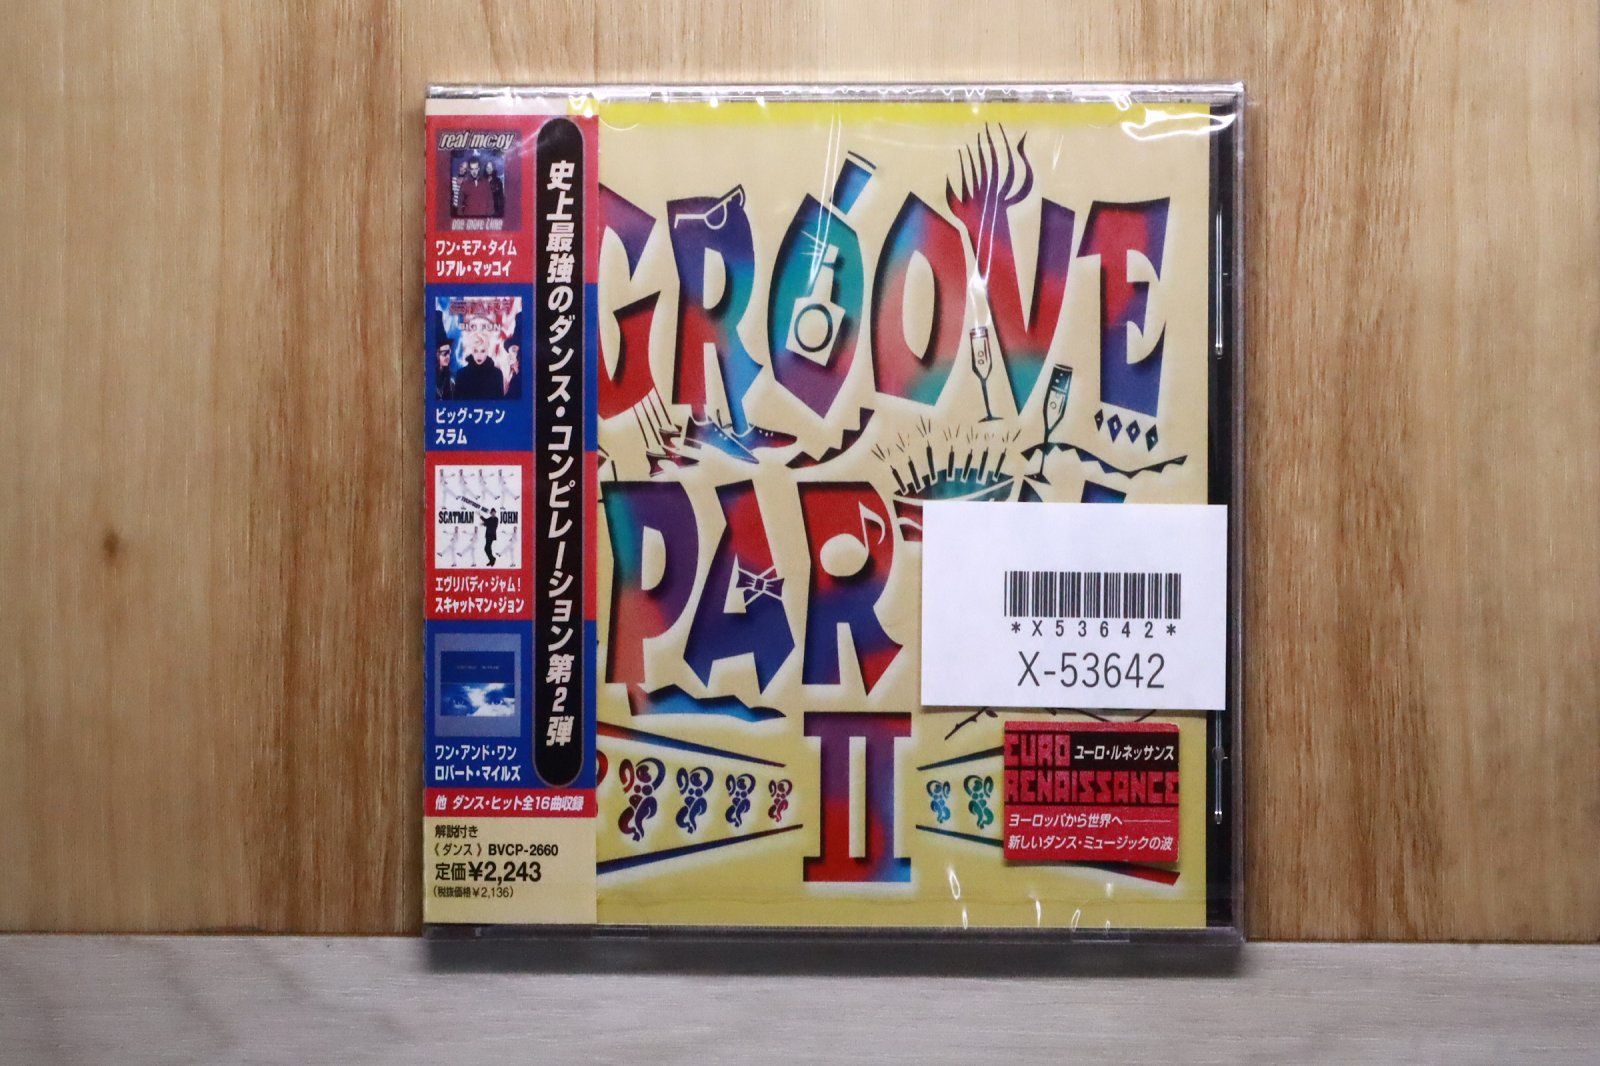 real mccoy
one more time
ワン・モア・タイム
リアル・マッコイ
BIG FUN
ビッグ・ファン
スラム
SCATMAN JOHN
エヴリバディ・ジャム!
スキャットマン・ジョン
ワン・アンド・ワン
ロバート・マイルズ
他 ダンス・ヒット全16曲収録
史上最強のダンス・コンピレーション第2弾
解説付き
《ダンス》 BVCP-2660
定価¥2,243
(税抜価格¥2,136)
GROOVE
PAR
II
*X53642*
X-53642
EURO
ユーロ・ルネッサンス
RENAISSANCE
ヨーロッパから世界へ
新しいダンス・ミュージックの波